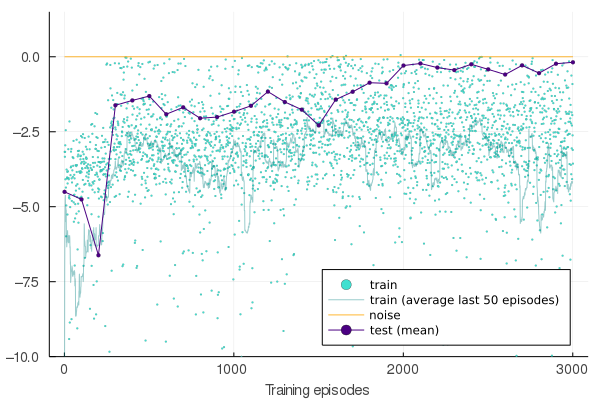 0.0
−2.5
−5.0
−7.5
−10.0
0
1000
2000
3000
Training episodes
train
train (average last 50 episodes)
noise
test (mean)